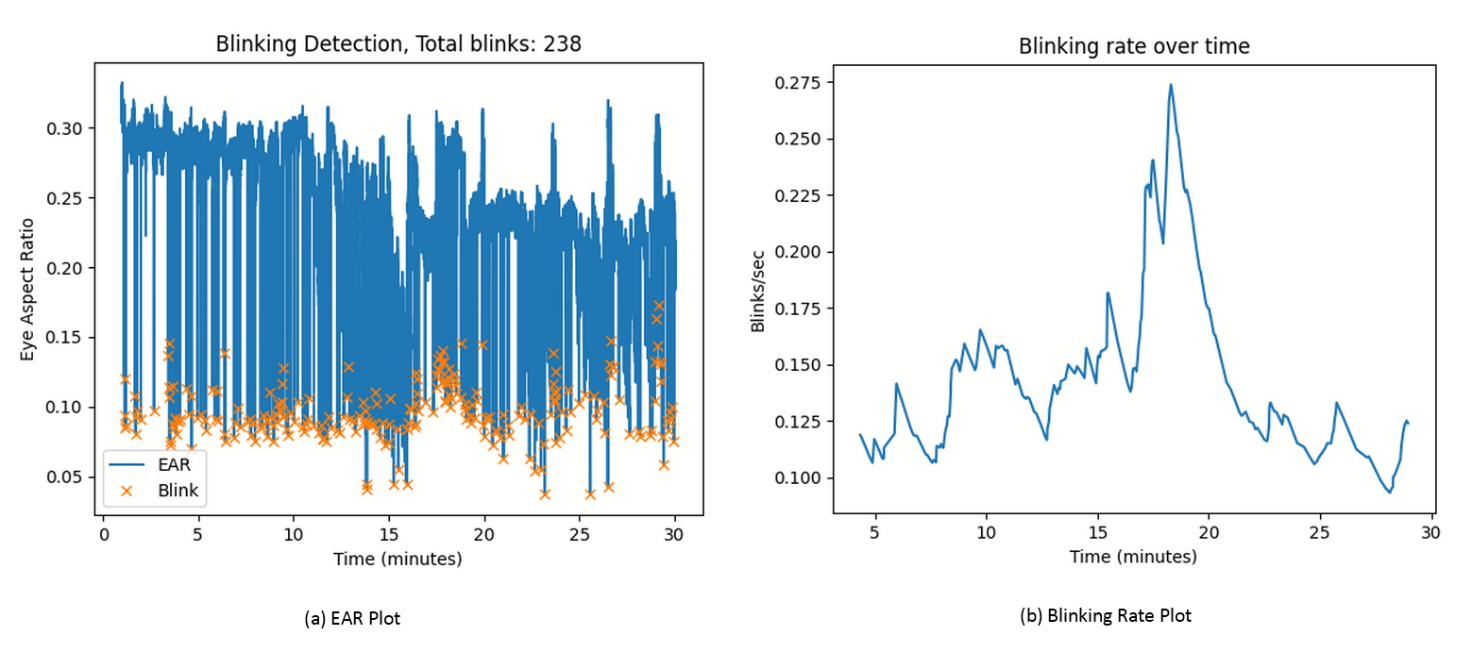 Blinking Detection, Total blinks: 238
Eye Aspect Ratio
0.30
0.25
0.20
0.15
0.10
0.05
EAR
Blink
0 5 10 15 20 25 30
Time (minutes)
(a) EAR Plot
Blinking rate over time
Blinks/sec
0.275
0.250
0.225
0.200
0.175
0.150
0.125
0.100
5 10 15 20 25 30
Time (minutes)
(b) Blinking Rate Plot